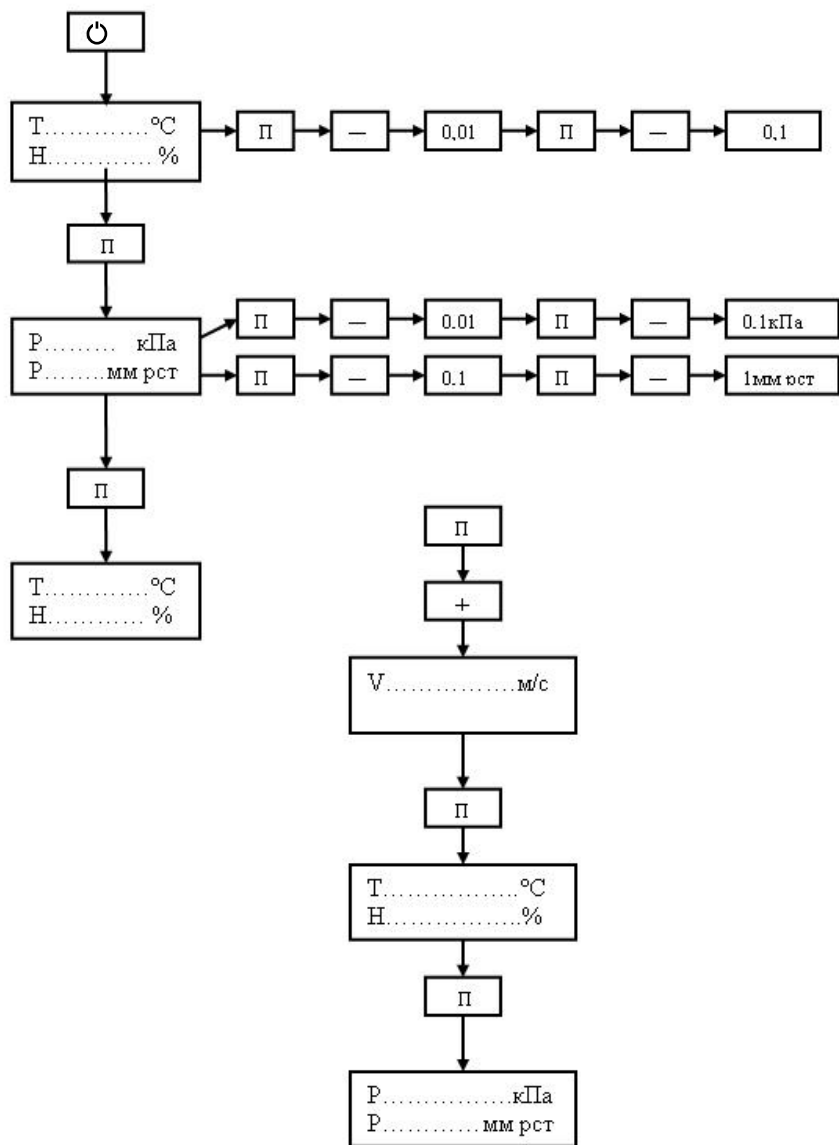 T.............°C
H............. %
П
—
0.01
П
—
0.1
П
P......... кПа
P........мм рст
П
—
0.01
П
—
0.1кПа
П
—
0.1
П
—
1мм рст
П
T.............°C
H............ %
П
+
V................м/с
П
T.................°C
H.................%
П
P................кПа
P.............мм рст